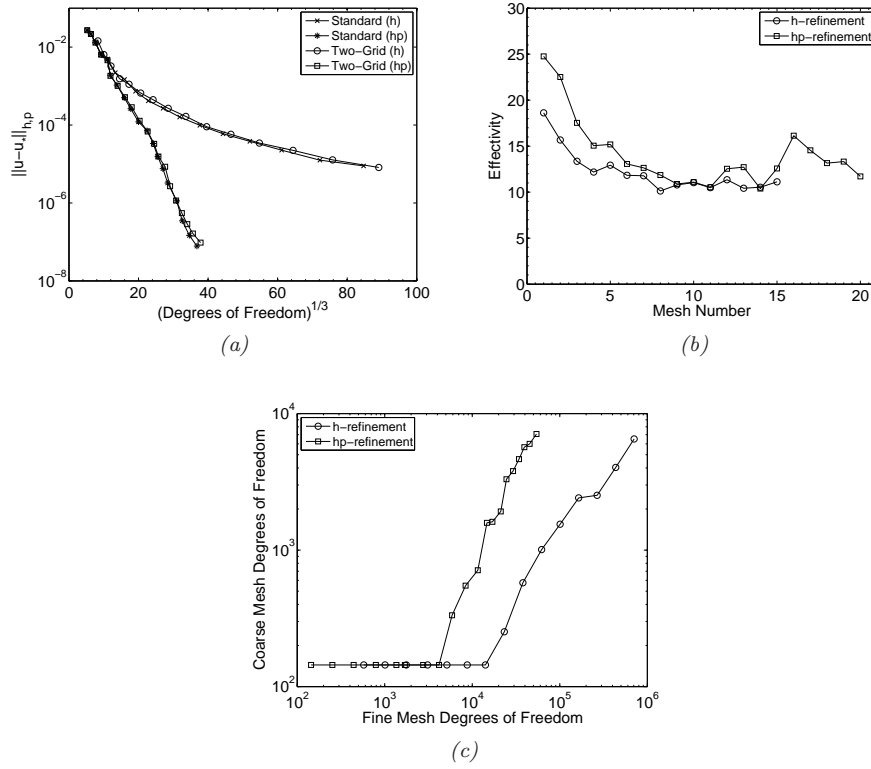 Standard (h)
Standard (hp)
Two-Grid (h)
Two-Grid (hp)
10^-2
10^-4
10^-6
10^-8
||u-u*||h,p
0 20 40 60 80 100
(Degrees of Freedom)^1/3
(a)
h-refinement
hp-refinement
30
25
20
15
10
5
0
Effectivity
0 5 10 15 20
Mesh Number
(b)
h-refinement
hp-refinement
10^4
10^3
10^2
Coarse Mesh Degrees of Freedom
10^2 10^3 10^4 10^5 10^6
Fine Mesh Degrees of Freedom
(c)